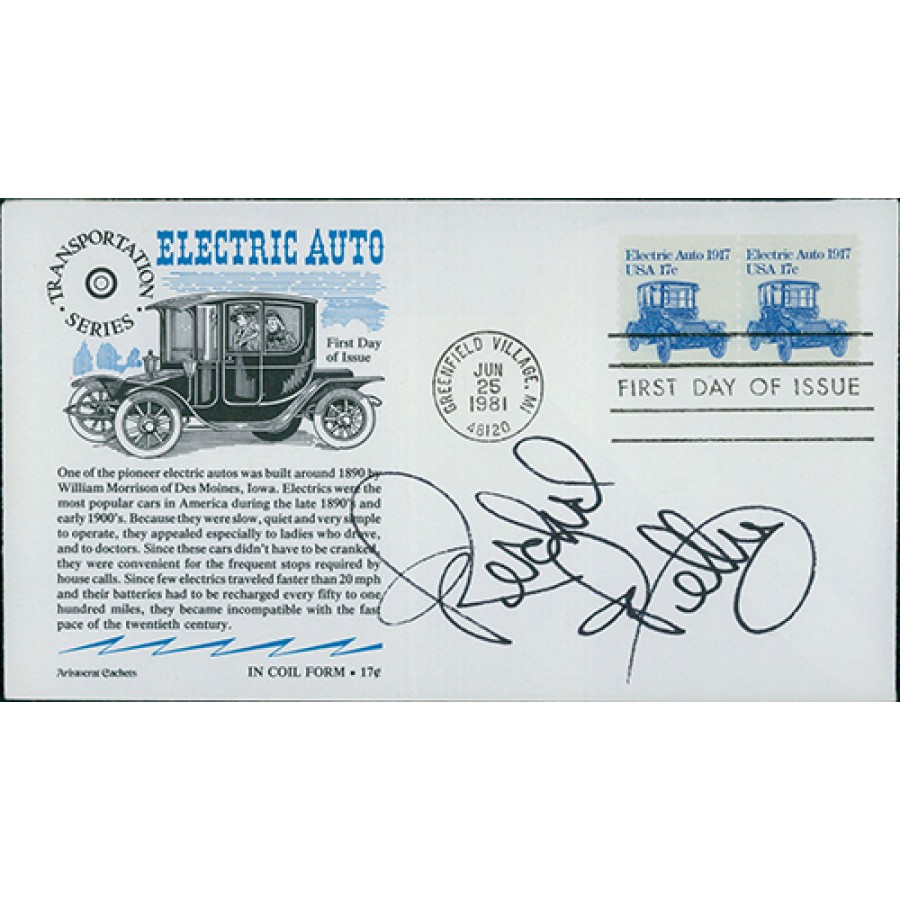 TRANSPORTATION
SERIES
ELECTRIC AUTO
First Day
of Issue
One of the pioneer electric autos was built around 1890 by
William Morrison of Des Moines, Iowa. Electrics were the
most popular cars in America during the late 1890's and
early 1900's. Because they were slow, quiet and very simple
to operate, they appealed especially to ladies who drove,
and to doctors. Since these cars didn't have to be cranked,
they were convenient for the frequent stops required by
house calls. Since few electrics traveled faster than 20 mph
and their batteries had to be recharged every fifty to one
hundred miles, they became incompatible with the fast
pace of the twentieth century.
Aristocrat Cachets
IN COIL FORM • 17¢
GREENFIELD VILLAGE, MI
JUN
25
1981
48120
Electric Auto 1917
USA 17c
Electric Auto 1917
USA 17c
FIRST DAY OF ISSUE
Richard
Petty